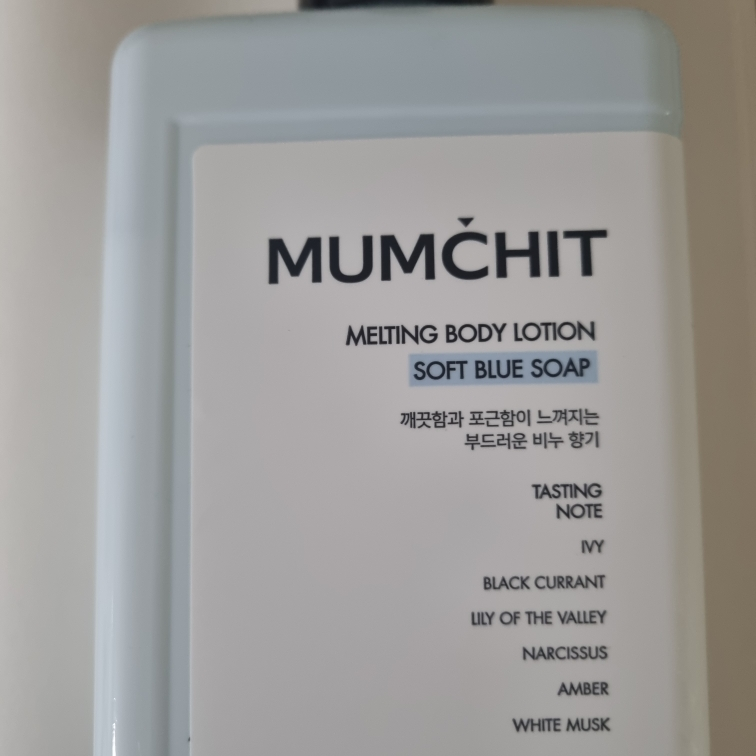 MUMCHIT
MELTING BODY LOTION
SOFT BLUE SOAP
깨끗함과 포근함이 느껴지는
부드러운 비누 향기
TASTING
NOTE
IVY
BLACK CURRANT
LILY OF THE VALLEY
NARCISSUS
AMBER
WHITE MUSK